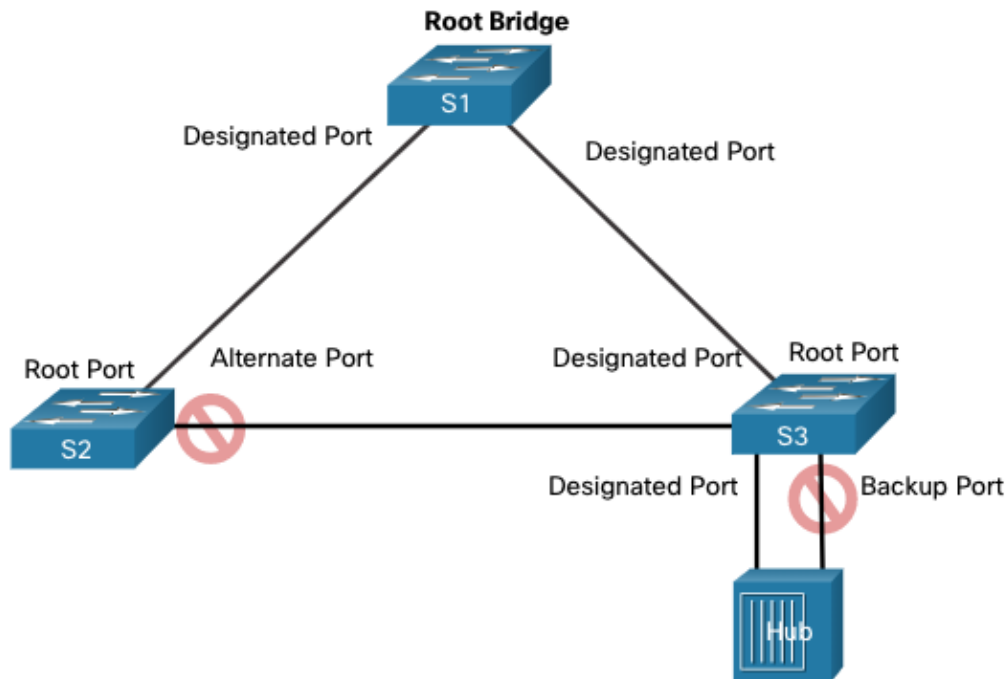 Root Bridge
S1
Designated Port
Designated Port
Root Port
Alternate Port
Designated Port
Root Port
S2
S3
Designated Port
Backup Port
Hub